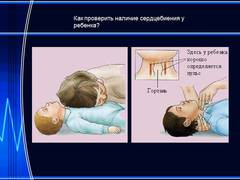 Как проверить наличие сердцебиения у
ребенка?
Здесь у ребенка
хорошо
определяется
пульс
Гортань